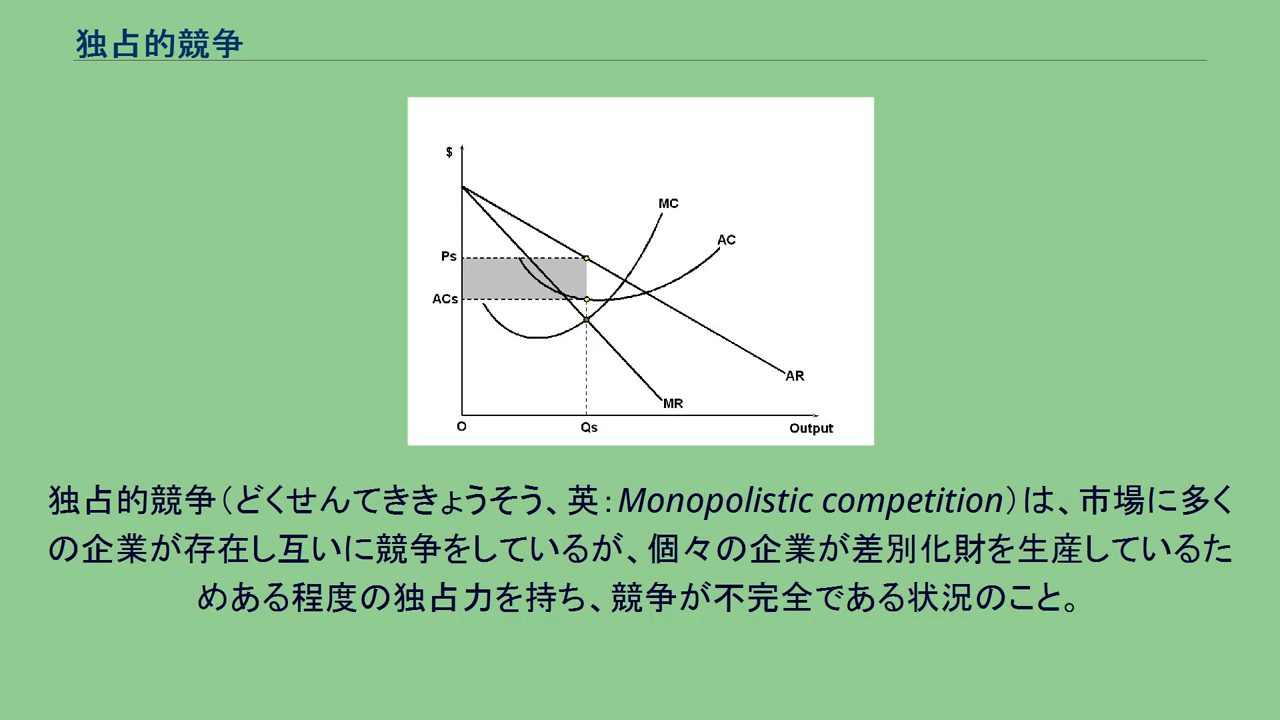 独占的競争
$
MC
AC
Ps
ACs
AR
MR
O
Qs
Output
独占的競争（どくせんてききょうそう、英：Monopolistic competition）は、市場に多く
の企業が存在し互いに競争をしているが、個々の企業が差別化財を生産しているた
めある程度の独占力を持ち、競争が不完全である状況のこと。